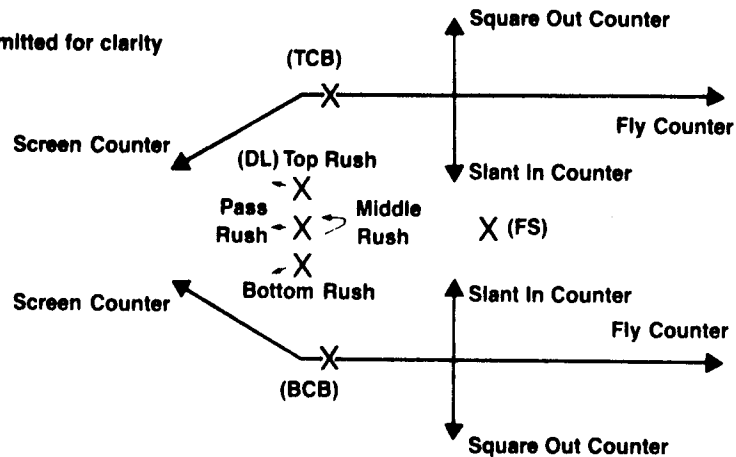 Square Out Counter
mitted for clarity
(TCB)
Fly Counter
Screen Counter
(DL) Top Rush
Slant In Counter
Pass
Rush
Middle
Rush
X (FS)
Bottom Rush
Slant In Counter
Screen Counter
Fly Counter
(BCB)
Square Out Counter